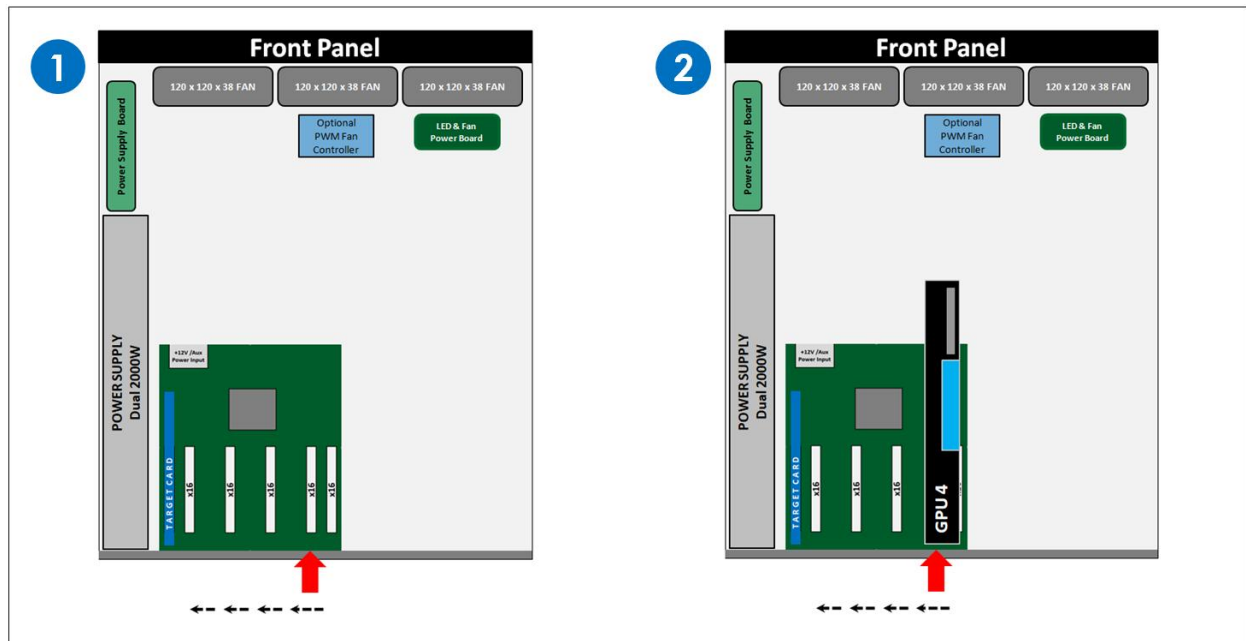 1
Front Panel
120 x 120 x 38 FAN
120 x 120 x 38 FAN
120 x 120 x 38 FAN
Power Supply Board
Optional
PWM Fan
Controller
LED & Fan
Power Board
POWER SUPPLY
Dual 2000W
+12V /Aux
Power Input
TARGET CARD
x16
x16
x16
x16
x16
2
Front Panel
120 x 120 x 38 FAN
120 x 120 x 38 FAN
120 x 120 x 38 FAN
Power Supply Board
Optional
PWM Fan
Controller
LED & Fan
Power Board
POWER SUPPLY
Dual 2000W
+12V /Aux
Power Input
TARGET CARD
x16
x16
x16
GPU 4